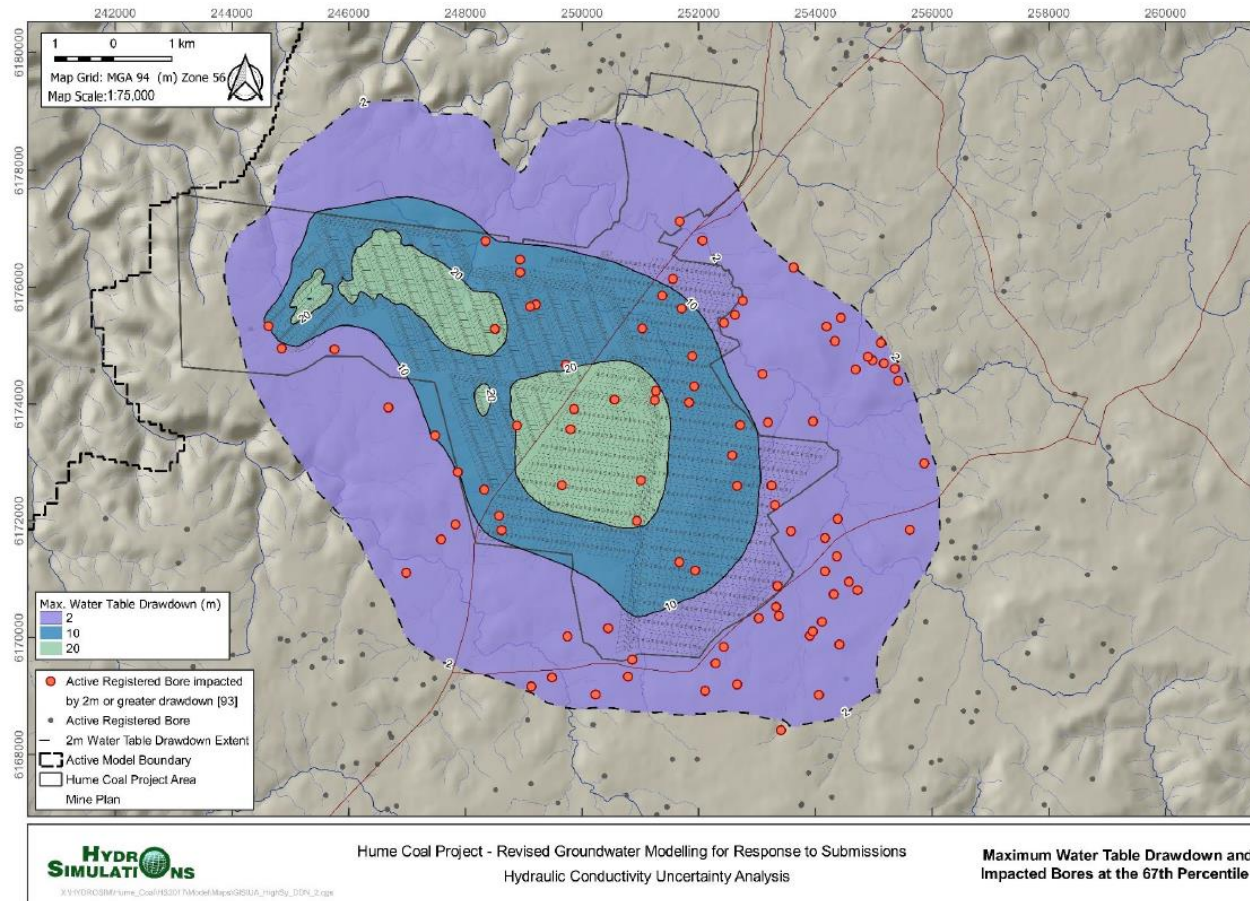 242000 244000 246000 248000 250000 252000 254000 256000 258000 260000
6180000
6178000
6176000
6174000
6172000
6170000
6168000
1 0 1 km
Map Grid: MGA 94 (m) Zone 56
Map Scale:1:75,000
2
2
20
20
10
10
20
20
2
10
2
2
Max. Water Table Drawdown (m)
2
10
20
Active Registered Bore impacted
by 2m or greater drawdown [93]
Active Registered Bore
2m Water Table Drawdown Extent
Active Model Boundary
Hume Coal Project Area
Mine Plan
HYDRO
SIMULATIONS
Hume Coal Project - Revised Groundwater Modelling for Response to Submissions
Hydraulic Conductivity Uncertainty Analysis
Maximum Water Table Drawdown and
Impacted Bores at the 67th Percentile